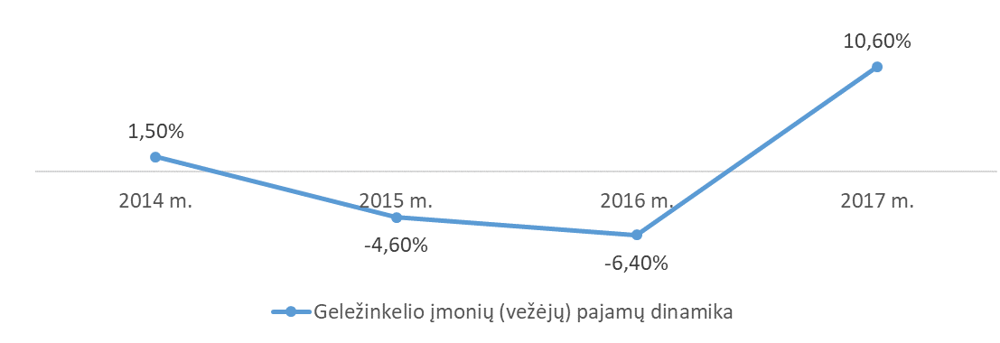 10,60%
1,50%
2014 m.
2015 m.
2016 m.
2017 m.
-4,60%
-6,40%
Geležinkelio įmonių (vežėjų) pajamų dinamika